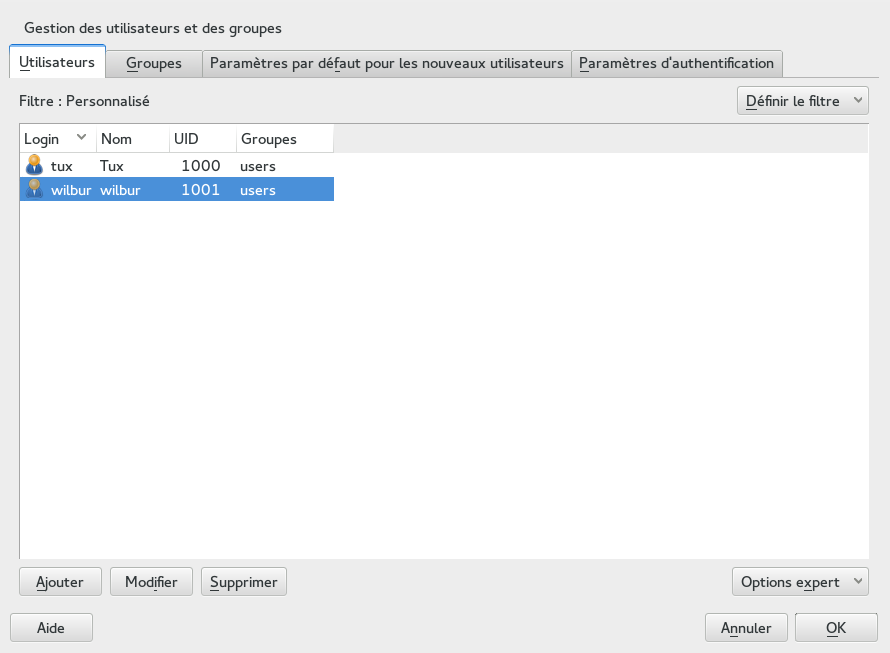 Gestion des utilisateurs et des groupes
Utilisateurs Groupes Paramètres par défaut pour les nouveaux utilisateurs Paramètres d'authentification
Filtre : Personnalisé Définir le filtre
Login Nom UID Groupes
tux Tux 1000 users
wilbur wilbur 1001 users
Ajouter Modifier Supprimer Options expert
Aide Annuler OK